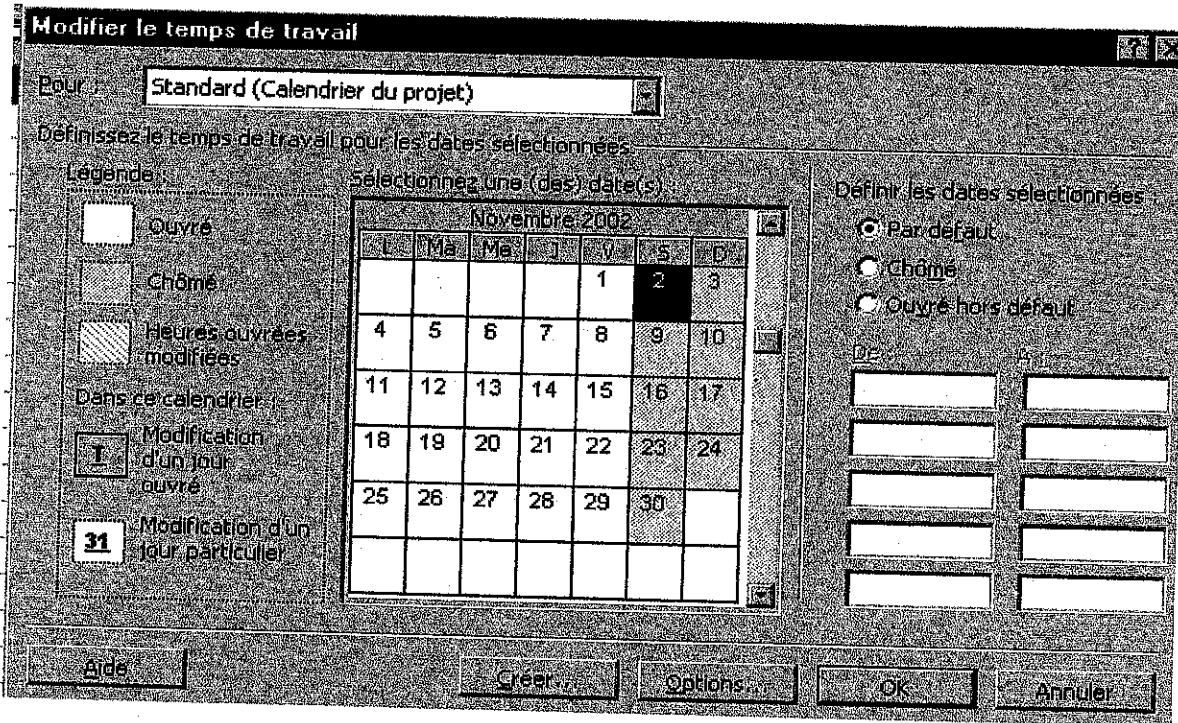 Modifier le temps de travail
Pour : Standard (Calendrier du projet)
Définissez le temps de travail pour les dates sélectionnées
Légende :
Ouvré
Chômé
Heures ouvrées
modifiées
Dans ce calendrier :
T
Modification
d'un jour
ouvré
31
Modification d'un
jour particulier
Sélectionnez une (des) date(s) :
Novembre 2002
L Ma Me J V S D
1 2 3
4 5 6 7 8 9 10
11 12 13 14 15 16 17
18 19 20 21 22 23 24
25 26 27 28 29 30
Définir les dates sélectionnées :
Par défaut
Chômé
Ouvré hors défaut
De : À :
Aide
Créer...
Options...
OK
Annuler